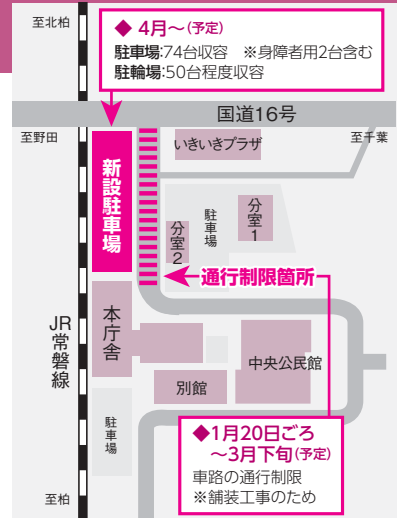 至北柏
◆ 4月～(予定)
駐車場:74台収容 ※身障者用2台含む
駐輪場:50台程度収容
国道16号
至野田
いきいきプラザ
至千葉
新設駐車場
駐車場
分室1
分室2
通行制限箇所
JR常磐線
本庁舎
中央公民館
別館
駐車場
◆1月20日ごろ
～3月下旬(予定)
車路の通行制限
※舗装工事のため
至柏